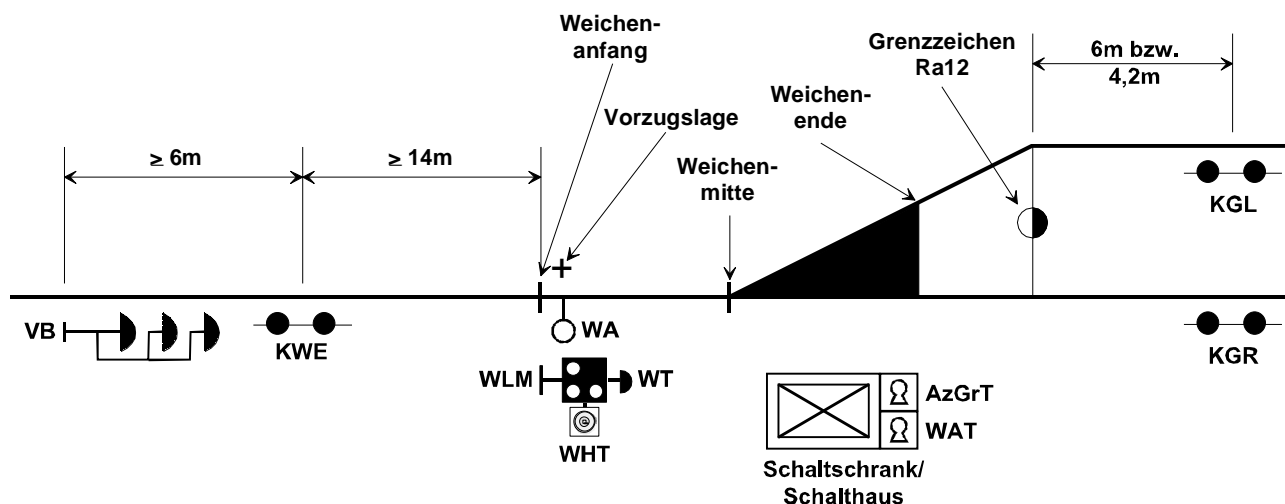 Weichen-
anfang
Grenzzeichen
Ra12
6m bzw.
4,2m
Weichen-
ende
Vorzugslage
≥ 6m
≥ 14m
Weichen-
mitte
KGL
+
VB
KWE
WA
KGR
WLM
WT
AzGrT
WHT
WAT
Schaltschrank/
Schalthaus